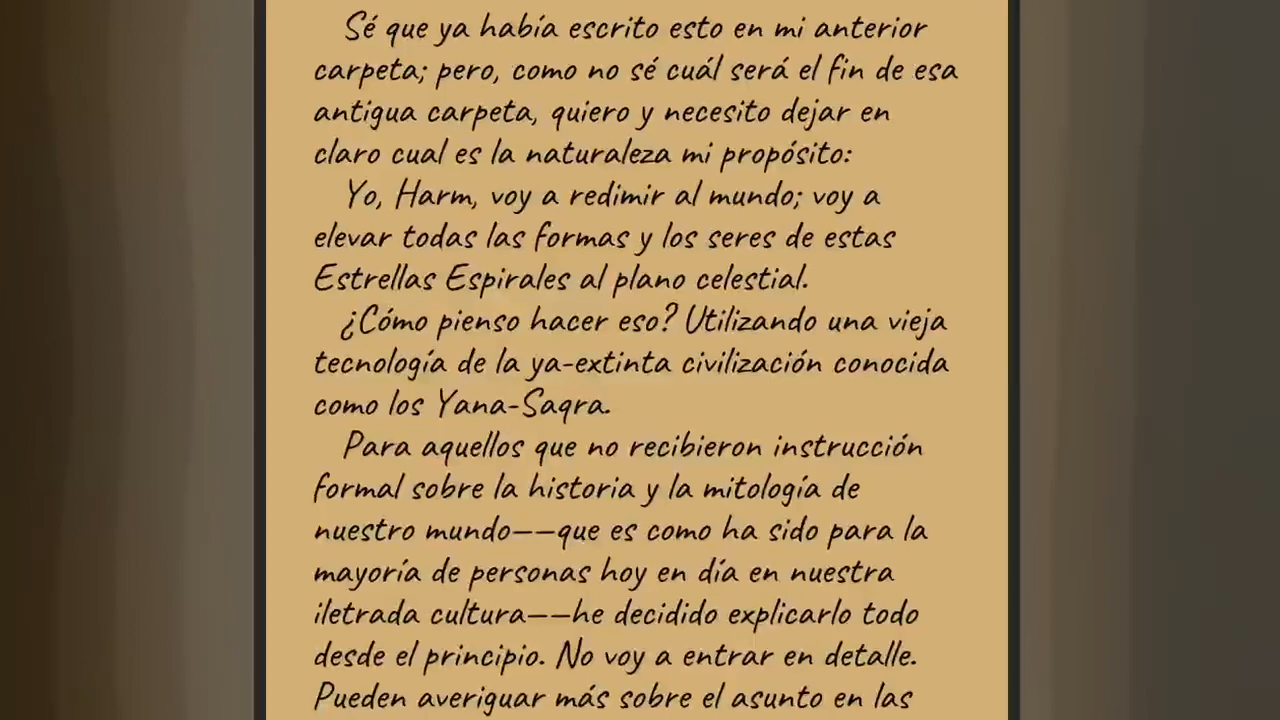 Sé que ya había escrito esto en mi anterior
carpeta; pero, como no sé cuál será el fin de esa
antigua carpeta, quiero y necesito dejar en
claro cual es la naturaleza mi propósito:
Yo, Harm, voy a redimir al mundo; voy a
elevar todas las formas y los seres de estas
Estrellas Espirales al plano celestial.
¿Cómo pienso hacer eso? Utilizando una vieja
tecnología de la ya-extinta civilización conocida
como los Yana-Saqra.
Para aquellos que no recibieron instrucción
formal sobre la historia y la mitología de
nuestro mundo——que es como ha sido para la
mayoría de personas hoy en día en nuestra
iletrada cultura——he decidido explicarlo todo
desde el principio. No voy a entrar en detalle.
Pueden averiguar más sobre el asunto en las